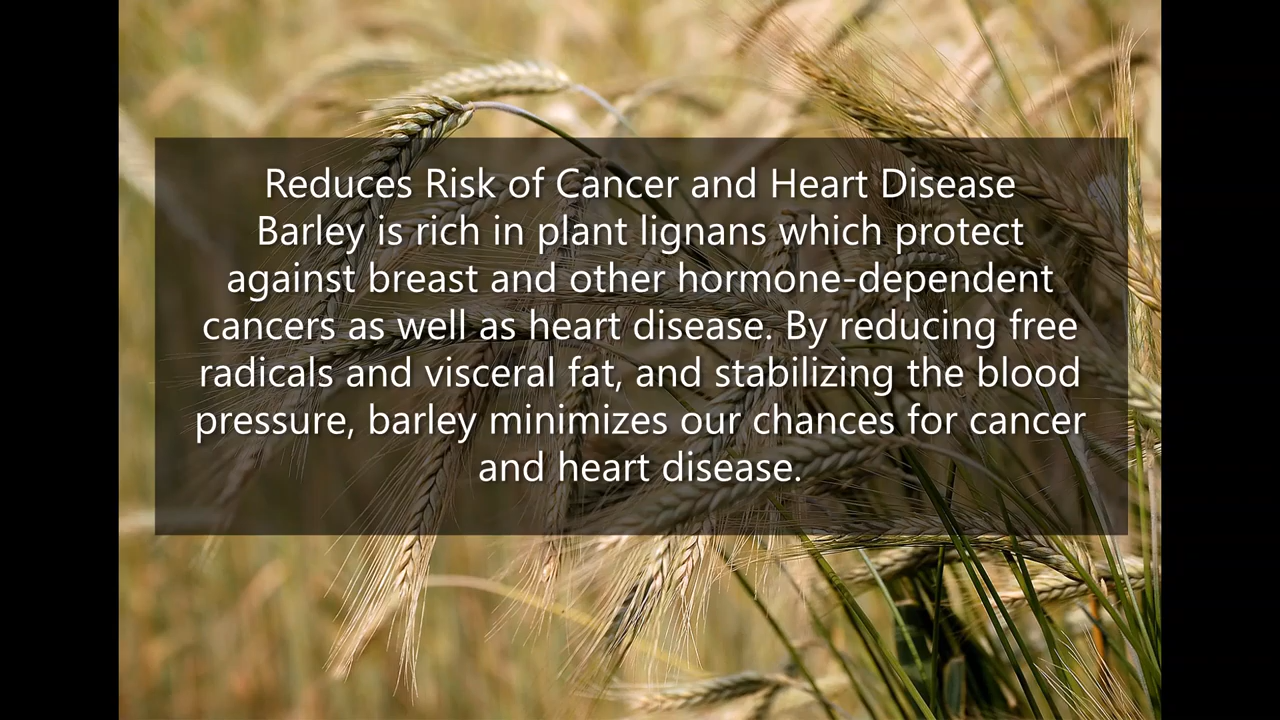 Reduces Risk of Cancer and Heart Disease
Barley is rich in plant lignans which protect
against breast and other hormone-dependent
cancers as well as heart disease. By reducing free
radicals and visceral fat, and stabilizing the blood
pressure, barley minimizes our chances for cancer
and heart disease.